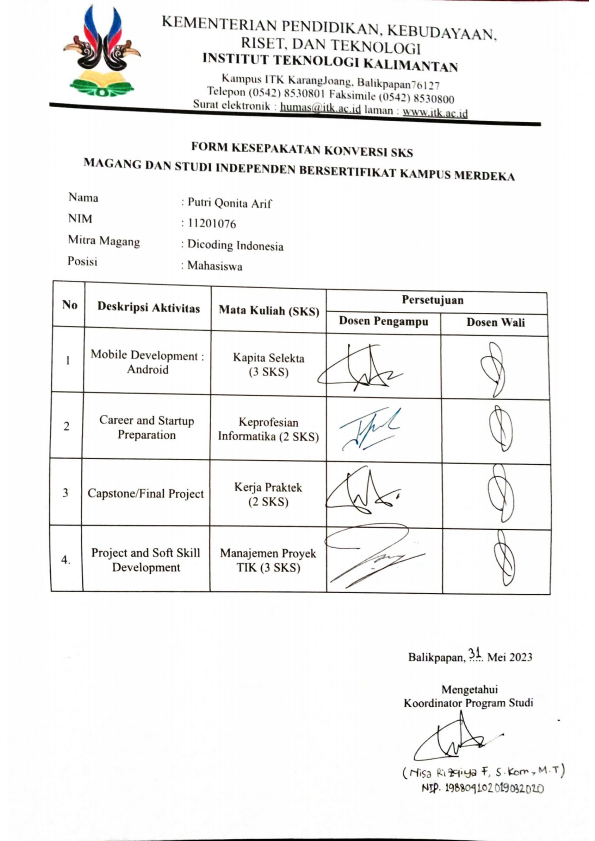 KEMENTERIAN PENDIDIKAN, KEBUDAYAAN,
RISET, DAN TEKNOLOGI
INSTITUT TEKNOLOGI KALIMANTAN
Kampus ITK KarangJoang, Balikpapan76127
Telepon (0542) 8530801 Faksimile (0542) 8530800
Surat elektronik : humas@itk.ac.id laman : www.itk.ac.id
FORM KESEPAKATAN KONVERSI SKS
MAGANG DAN STUDI INDEPENDEN BERSERTIFIKAT KAMPUS MERDEKA
Nama : Putri Qonita Arif
NIM : 11201076
Mitra Magang : Dicoding Indonesia
Posisi : Mahasiswa
No Deskripsi Aktivitas Mata Kuliah (SKS) Persetujuan
Dosen Pengampu Dosen Wali
1 Mobile Development : Kapita Selekta
Android (3 SKS)
2 Career and Startup Keprofesian
Preparation Informatika (2 SKS)
3 Capstone/Final Project Kerja Praktek
(2 SKS)
4. Project and Soft Skill Manajemen Proyek
Development TIK (3 SKS)
Balikpapan, 31 Mei 2023
Mengetahui
Koordinator Program Studi
(Nisa Rizqiya F, S.Kom., M.T)
NIP. 198809102019032020